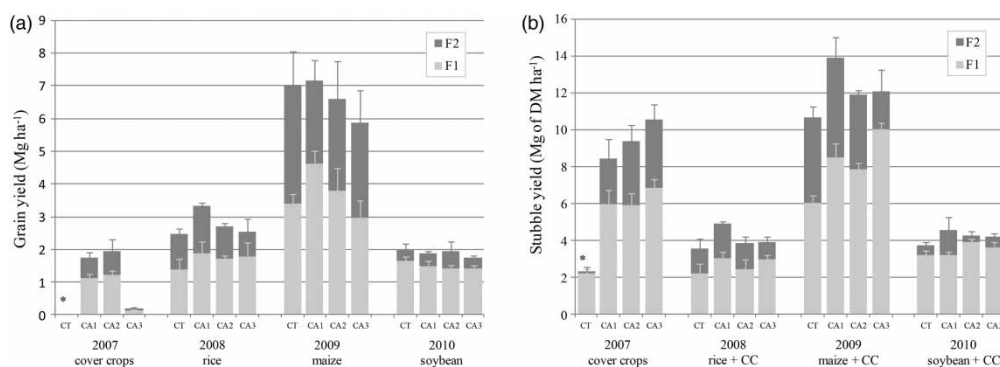 (a)
9
8
7
6
5
4
3
2
1
0
Grain yield (Mg ha-1)
F2
F1
*
CT CA1 CA2 CA3 CT CA1 CA2 CA3 CT CA1 CA2 CA3 CT CA1 CA2 CA3
2007 2008 2009 2010
cover crops rice maize soybean
(b)
16
14
12
10
8
6
4
2
0
Stubble yield (Mg of DM ha-1)
F2
F1
*
CT CA1 CA2 CA3 CT CA1 CA2 CA3 CT CA1 CA2 CA3 CT CA1 CA2 CA3
2007 2008 2009 2010
cover crops rice + CC maize + CC soybean + CC